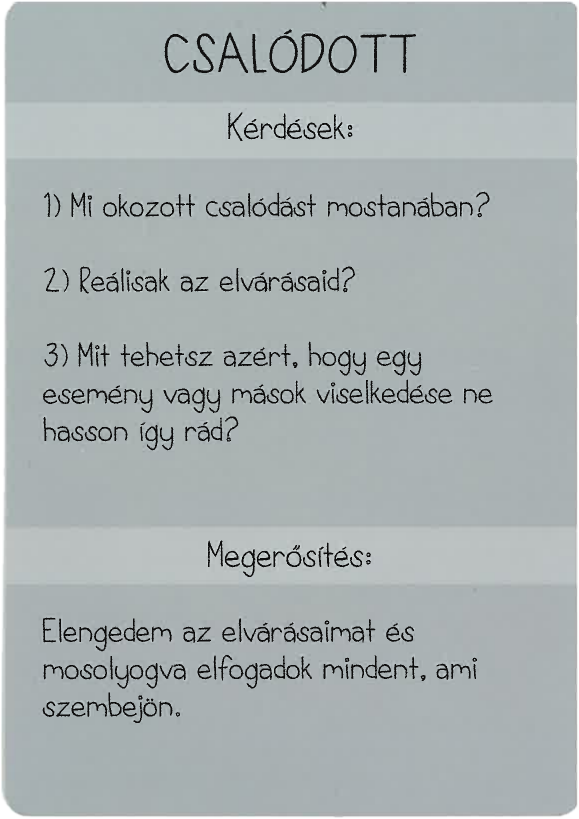 CSALÓDOTT
Kérdések:
1) Mi okozott csalódást mostanában?
2) Reálisak az elvárásaid?
3) Mit tehetsz azért, hogy egy
esemény vagy mások viselkedése ne
hasson így rád?
Megerősítés:
Elengedem az elvárásaimat és
mosolyogva elfogadok mindent, ami
szembejön.